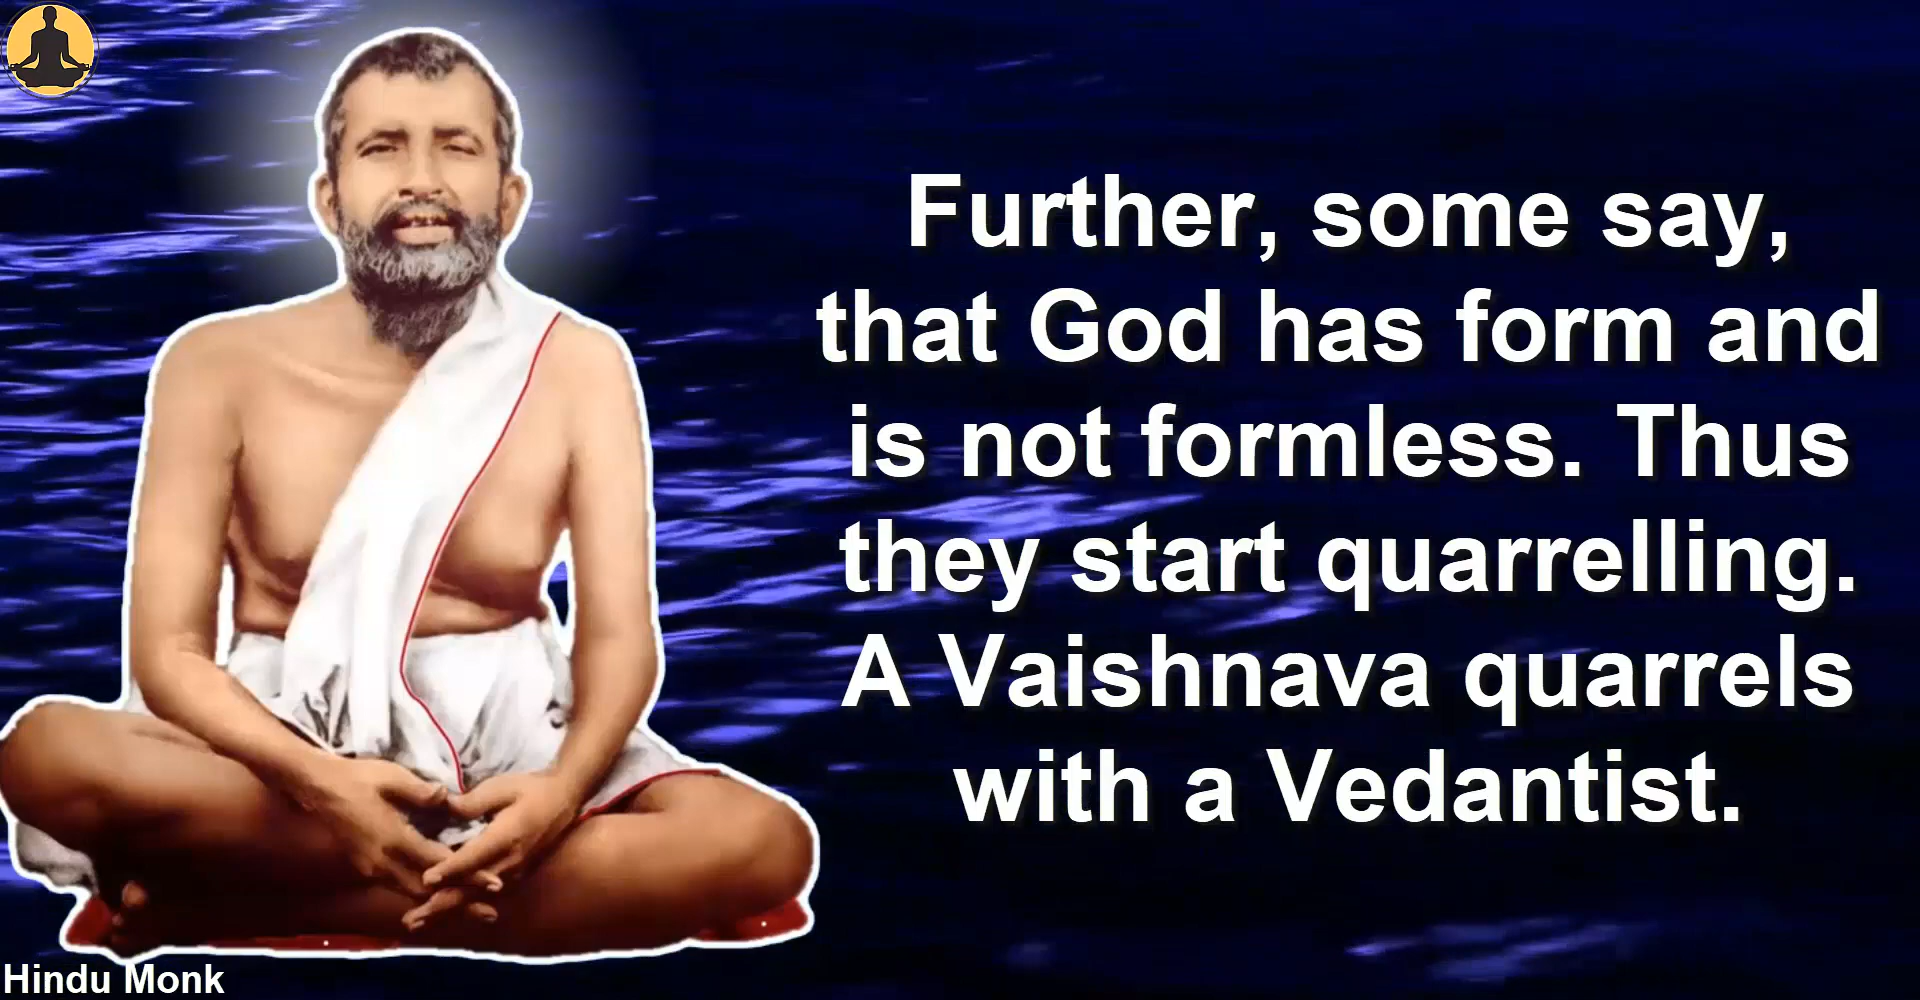 Further, some say,
that God has form and
is not formless. Thus
they start quarrelling.
A Vaishnava quarrels
with a Vedantist.
Hindu Monk